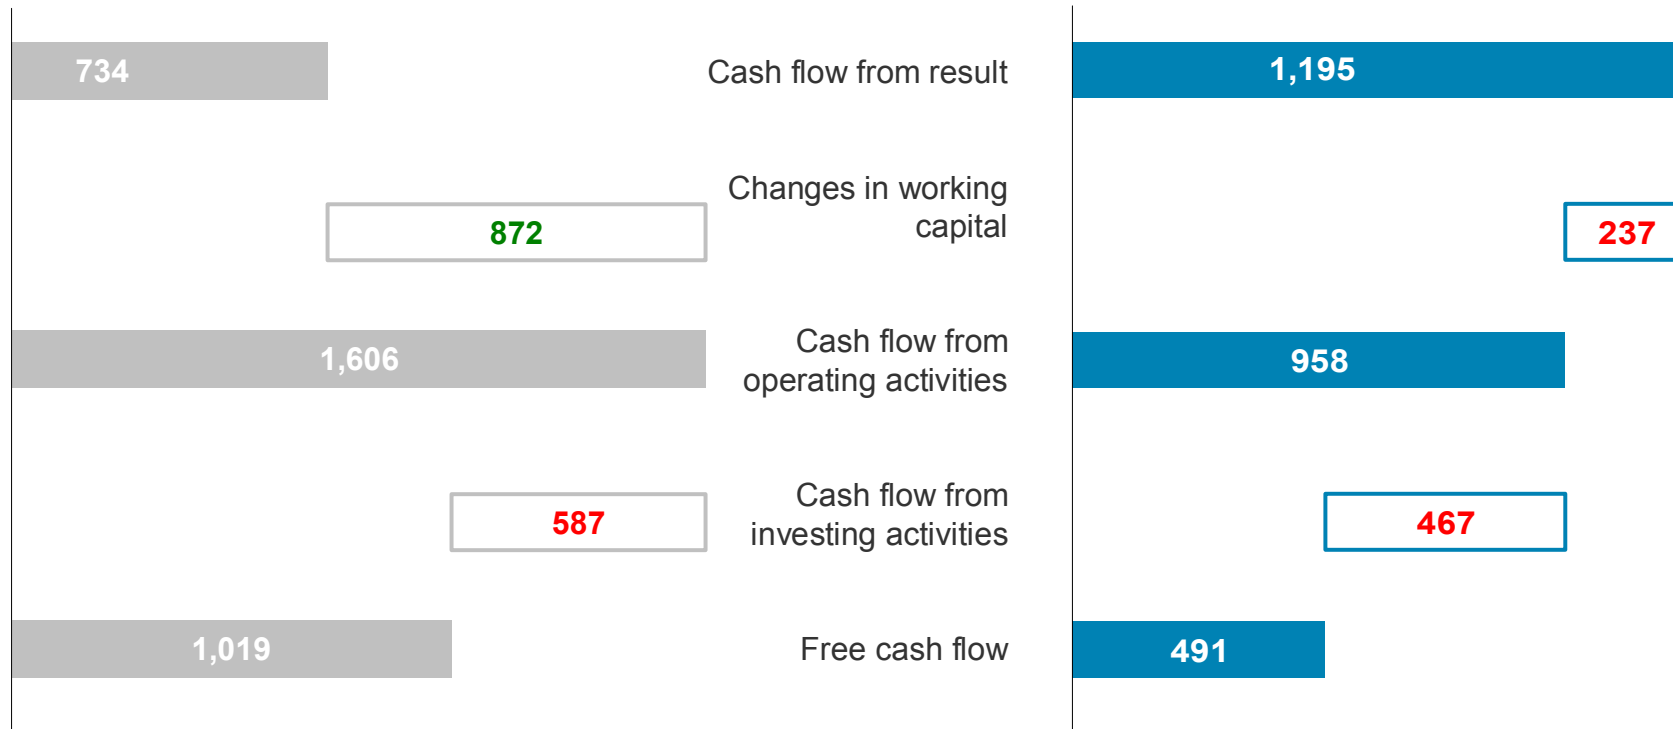 734
Cash flow from result
1,195
Changes in working
capital
872
237
Cash flow from
operating activities
1,606
958
Cash flow from
investing activities
587
467
1,019
Free cash flow
491